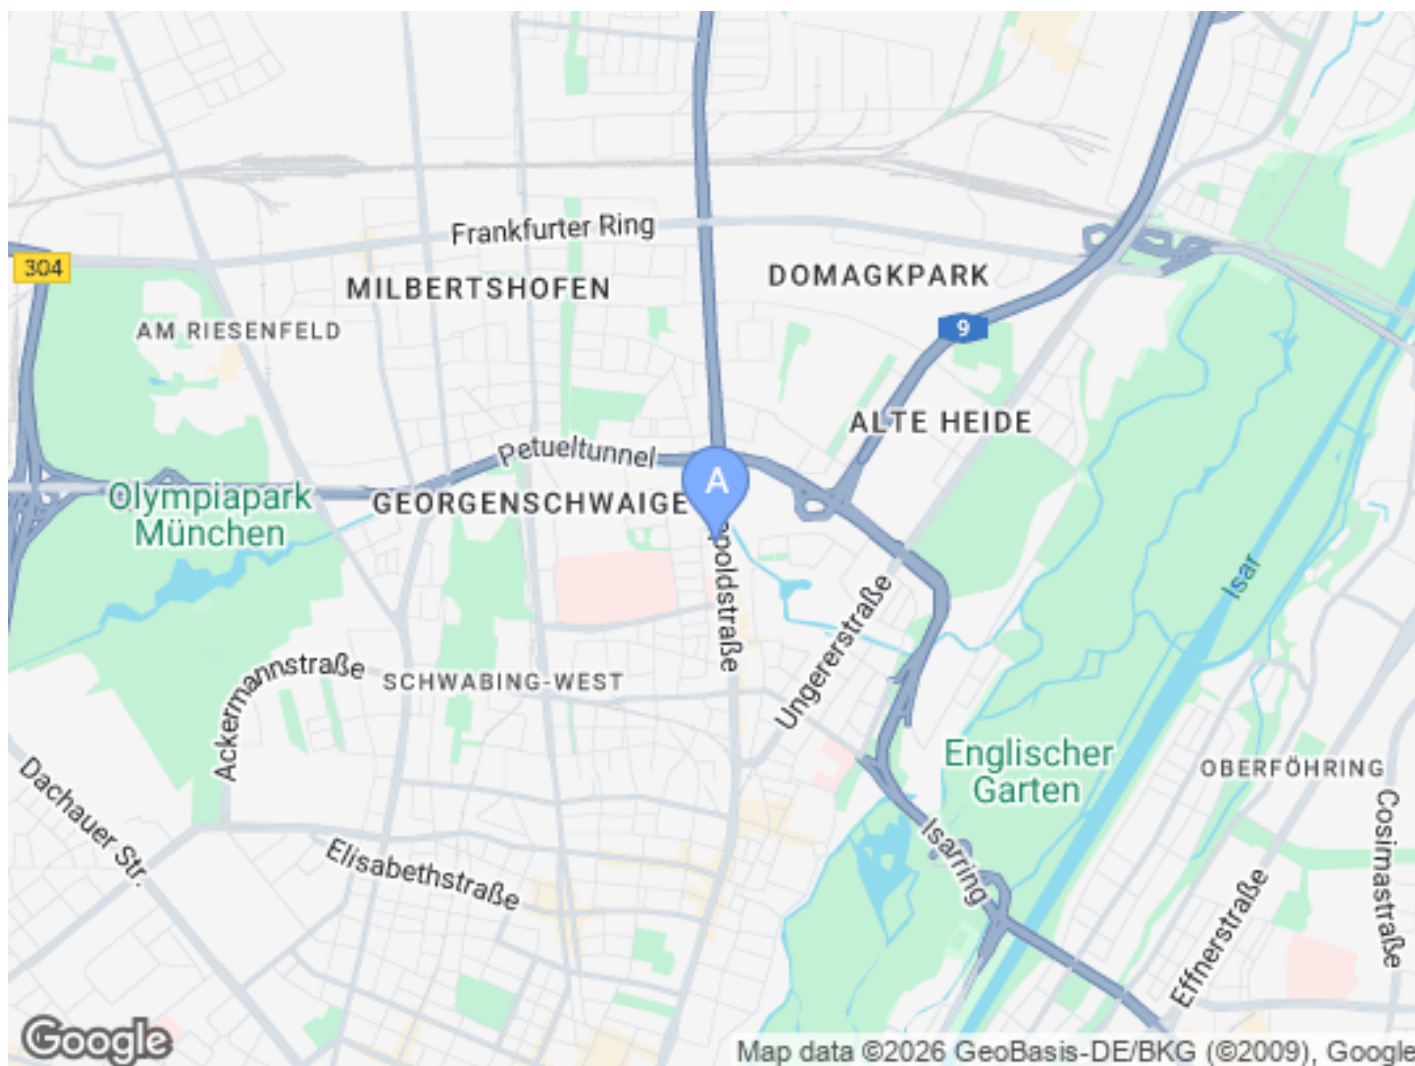 Frankfurter Ring
304
MILBERTSHOFEN
DOMAGKPARK
AM RIESENFELD
9
ALTE HEIDE
Petueltunnel
A
Olympiapark
München
GEORGENSCHWAIGE
poldstraße
Isar
Ungererstraße
Ackermannstraße
SCHWABING-WEST
Englischer
Garten
OBERFÖHRING
Dachauer Str.
Cosimastraße
Isarring
Elisabethstraße
Effnerstraße
Google
Map data ©2026 GeoBasis-DE/BKG (©2009), Google